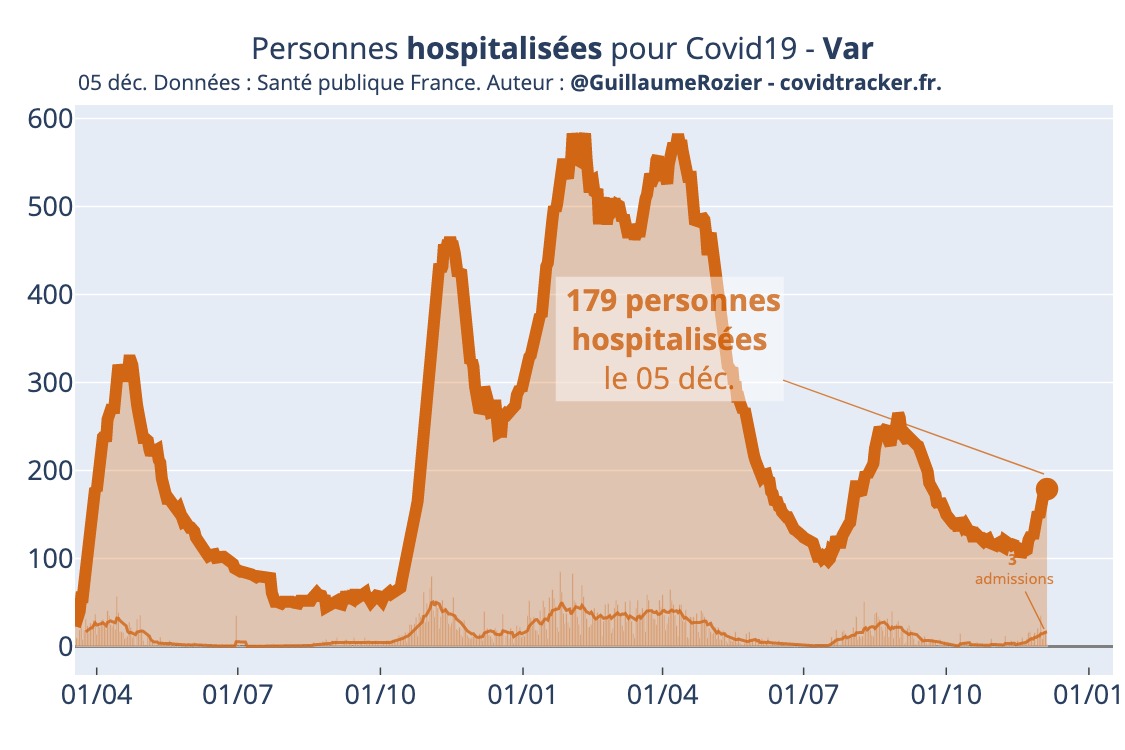 Personnes hospitalisées pour Covid19 - Var
05 déc. Données : Santé publique France. Auteur : @GuillaumeRozier - covidtracker.fr.
600
500
400
300
200
100
0
179 personnes
hospitalisées
le 05 déc.
3
admissions
01/04 01/07 01/10 01/01 01/04 01/07 01/10 01/01